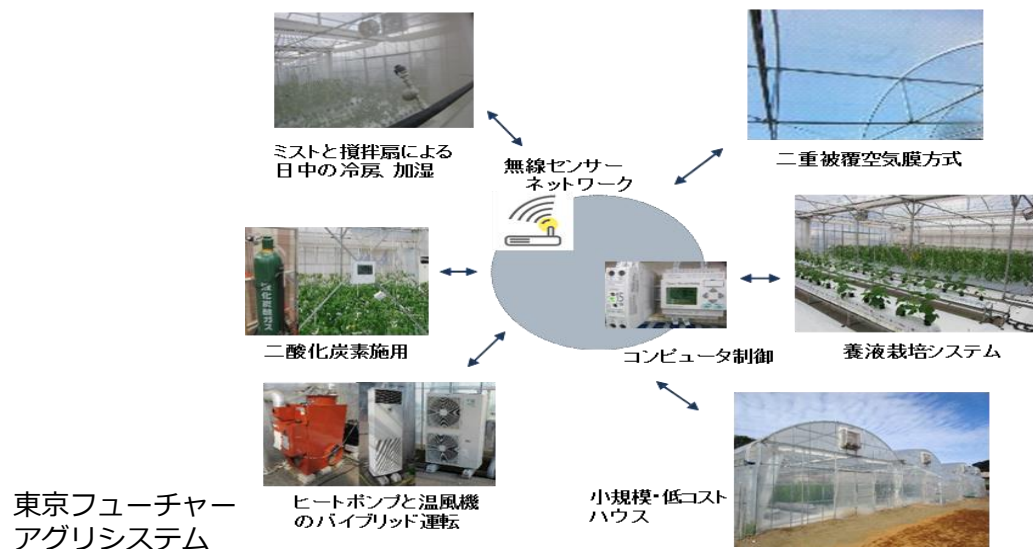 ミストと撹拌扇による
日中の冷房、加湿
無線センサー
ネットワーク
二重被覆空気膜方式
二酸化炭素施用
コンピュータ制御
養液栽培システム
ヒートポンプと温風機
のハイブリッド運転
小規模・低コスト
ハウス
東京フューチャー
アグリシステム